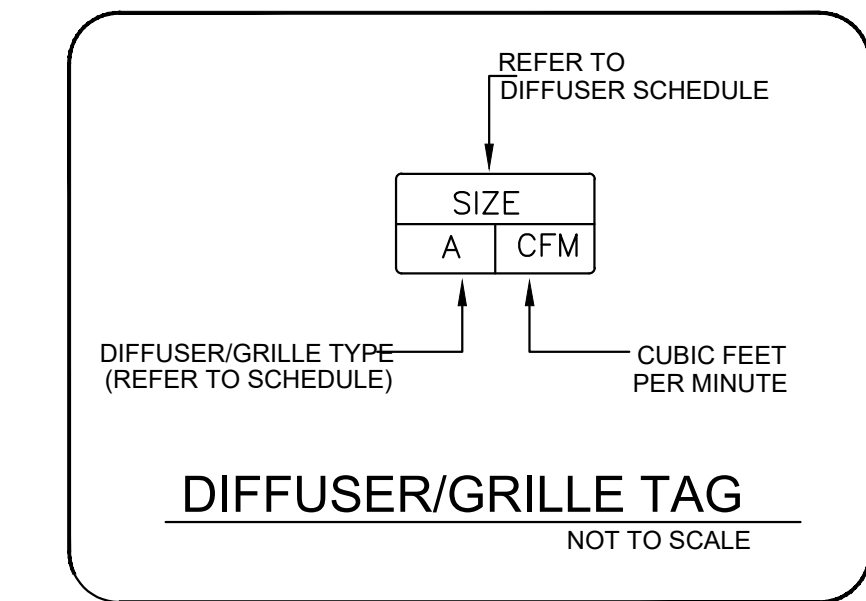 REFER TO
DIFFUSER SCHEDULE
SIZE
A
CFM
DIFFUSER/GRILLE TYPE
(REFER TO SCHEDULE)
CUBIC FEET
PER MINUTE
DIFFUSER/GRILLE TAG
NOT TO SCALE